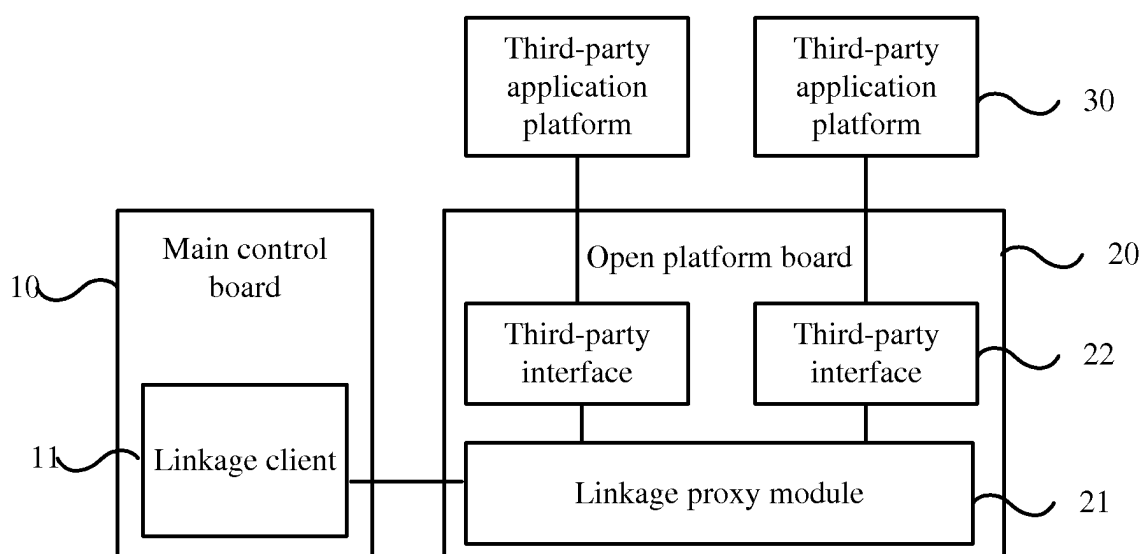 Third-party
application
platform
Third-party
application
platform
30
Main control
board
10
Open platform board
20
Third-party
interface
Third-party
interface
22
11
Linkage client
Linkage proxy module
21